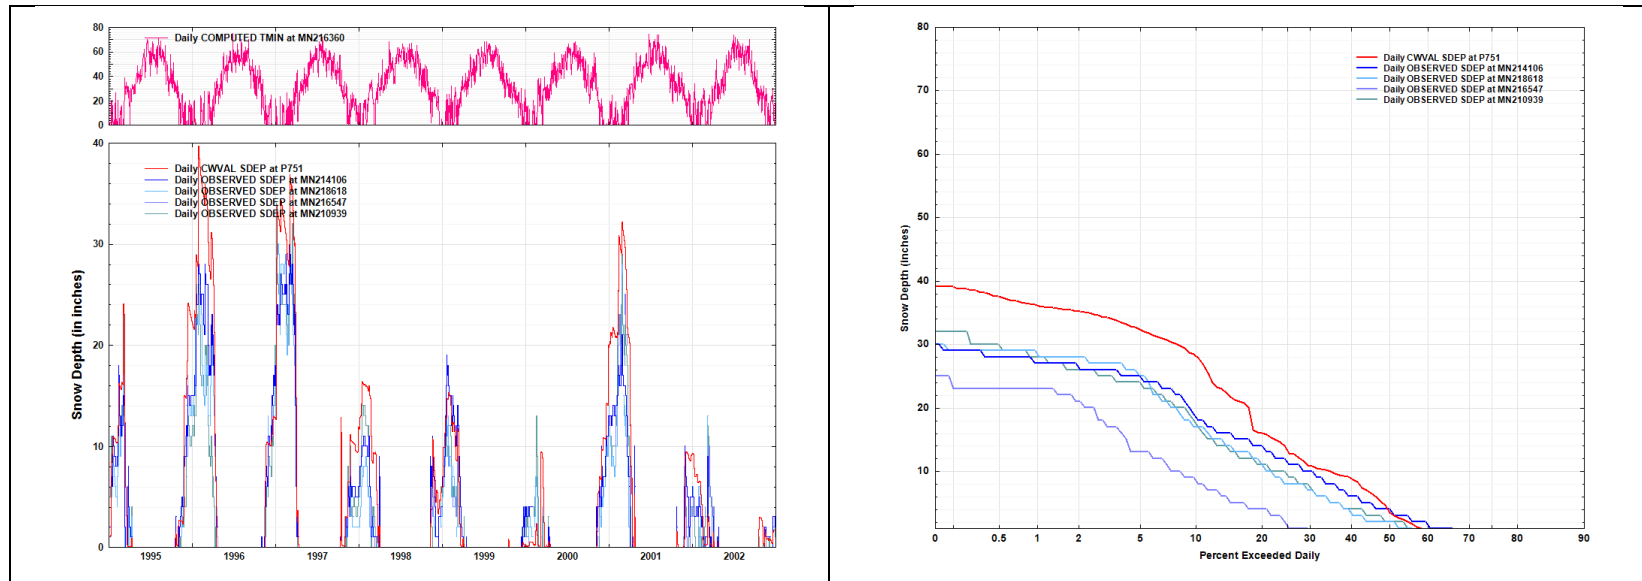 80
60
40
20
0
Daily COMPUTED TMIN at MN216360
40
30
20
10
0
Snow Depth (in inches)
Daily CWVAL SDEP at P751
Daily OBSERVED SDEP at MN214106
Daily OBSERVED SDEP at MN218618
Daily OBSERVED SDEP at MN216547
Daily OBSERVED SDEP at MN210939
1995 1996 1997 1998 1999 2000 2001 2002
80
70
60
50
40
30
20
10
Snow Depth (inches)
Daily CWVAL SDEP at P751
Daily OBSERVED SDEP at MN214106
Daily OBSERVED SDEP at MN218618
Daily OBSERVED SDEP at MN216547
Daily OBSERVED SDEP at MN210939
0 0.5 1 2 5 10 20 30 40 50 60 70 80 90
Percent Exceeded Daily